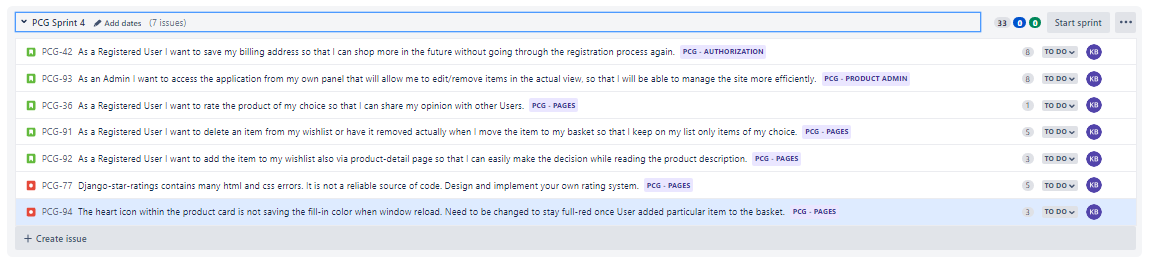 PCG Sprint 4 Add dates (7 issues) 33 0 0 Start sprint
PCG-42 As a Registered User I want to save my billing address so that I can shop more in the future without going through the registration process again. PCG - AUTHORIZATION 8 TO DO KB
PCG-93 As an Admin I want to access the application from my own panel that will allow me to edit/remove items in the actual view, so that I will be able to manage the site more efficiently. PCG - PRODUCT ADMIN 8 TO DO KB
PCG-36 As a Registered User I want to rate the product of my choice so that I can share my opinion with other Users. PCG - PAGES 1 TO DO KB
PCG-91 As a Registered User I want to delete an item from my wishlist or have it removed actually when I move the item to my basket so that I keep on my list only items of my choice. PCG - PAGES 5 TO DO KB
PCG-92 As a Registered User I want to add the item to my wishlist also via product-detail page so that I can easily make the decision while reading the product description. PCG - PAGES 3 TO DO KB
PCG-77 Django-star-ratings contains many html and css errors. It is not a reliable source of code. Design and implement your own rating system. PCG - PAGES 5 TO DO KB
PCG-94 The heart icon within the product card is not saving the fill-in color when window reload. Need to be changed to stay full-red once User added particular item to the basket. PCG - PAGES 3 TO DO KB
+ Create issue